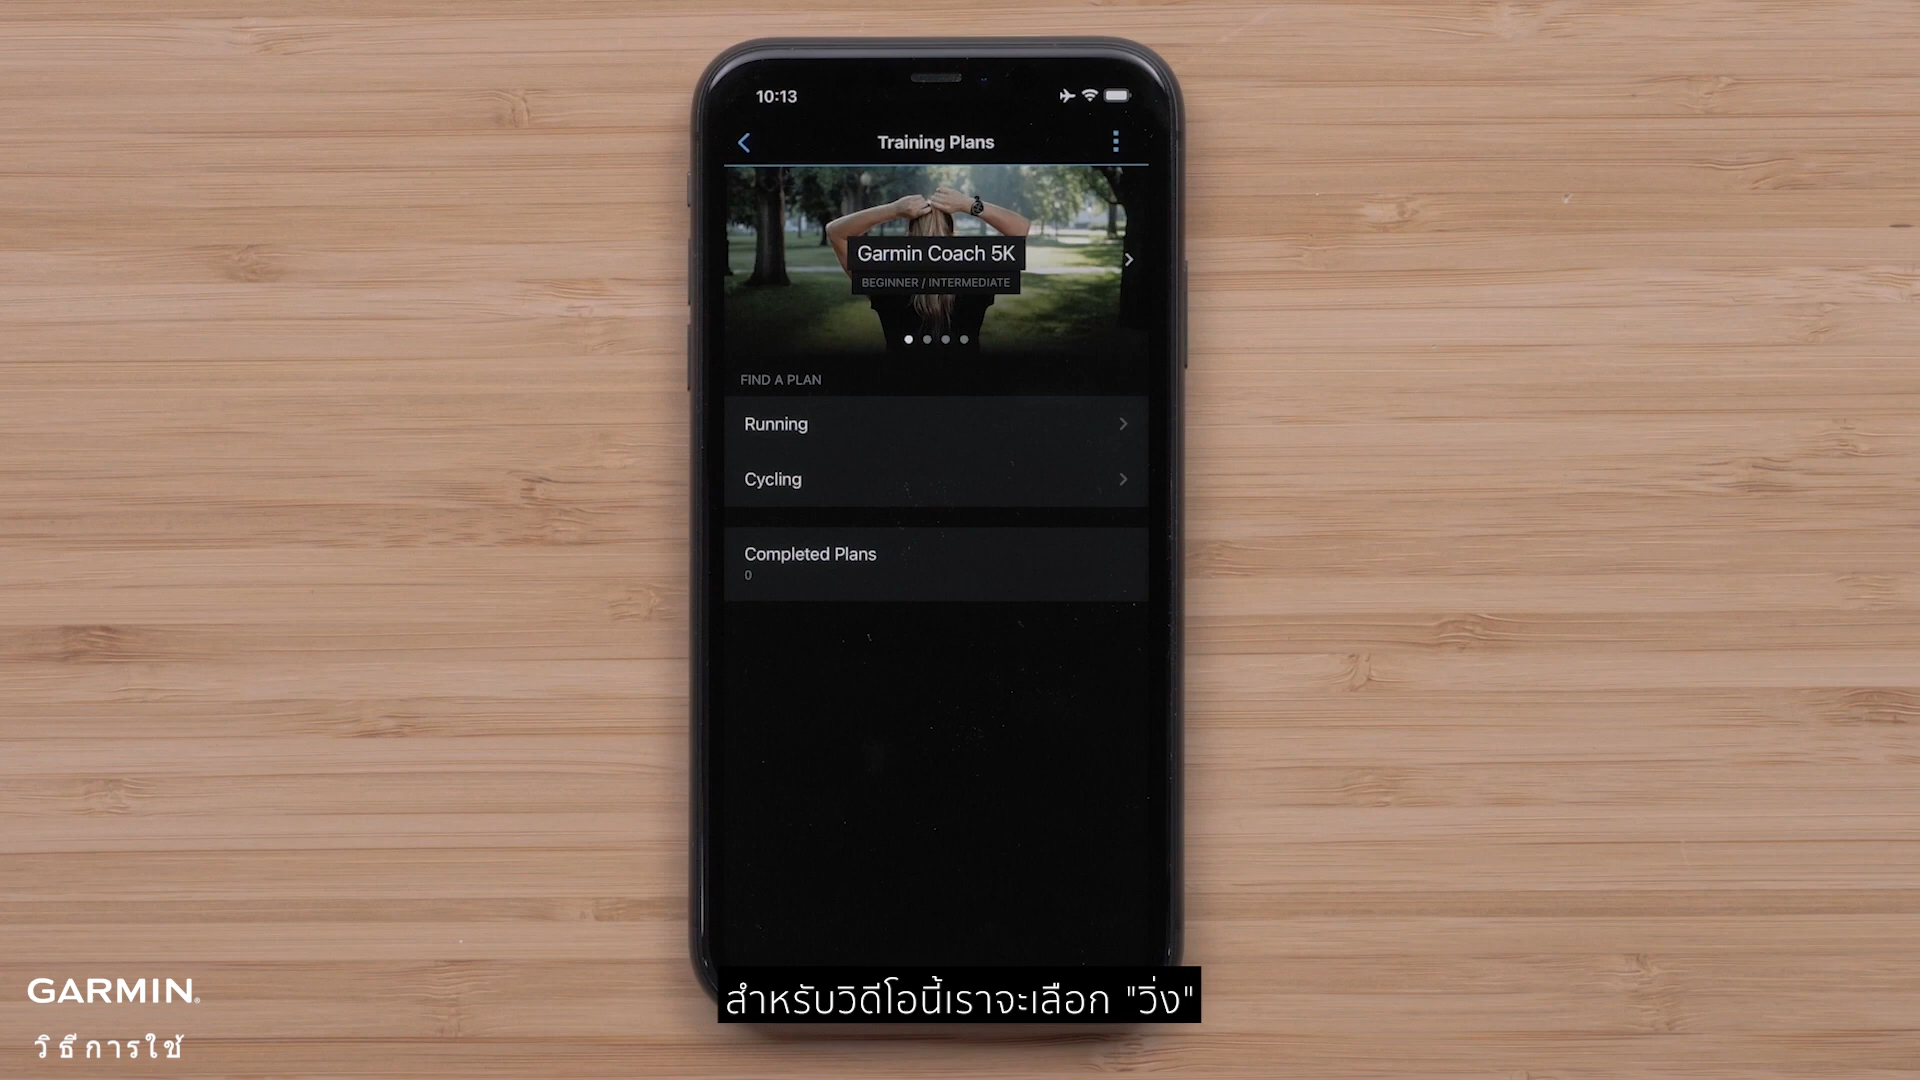 10:13
Training Plans
Garmin Coach 5K
BEGINNER / INTERMEDIATE
FIND A PLAN
Running
Cycling
Completed Plans
0
สำหรับวิดีโอนี้เราจะเลือก "วิ่ง"
GARMIN
วิธีการใช้